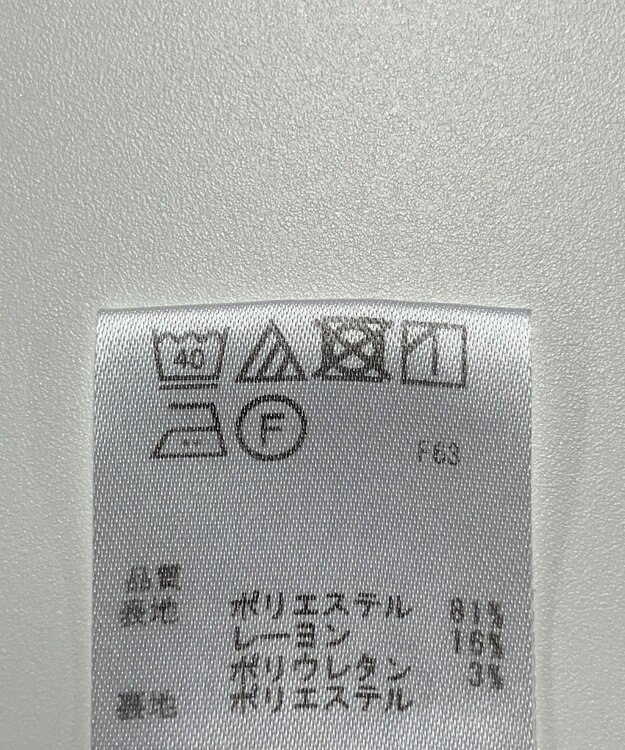 40
F
F63
品質
表地 ポリエステル 81%
レーヨン 16%
ポリウレタン 3%
裏地 ポリエステル